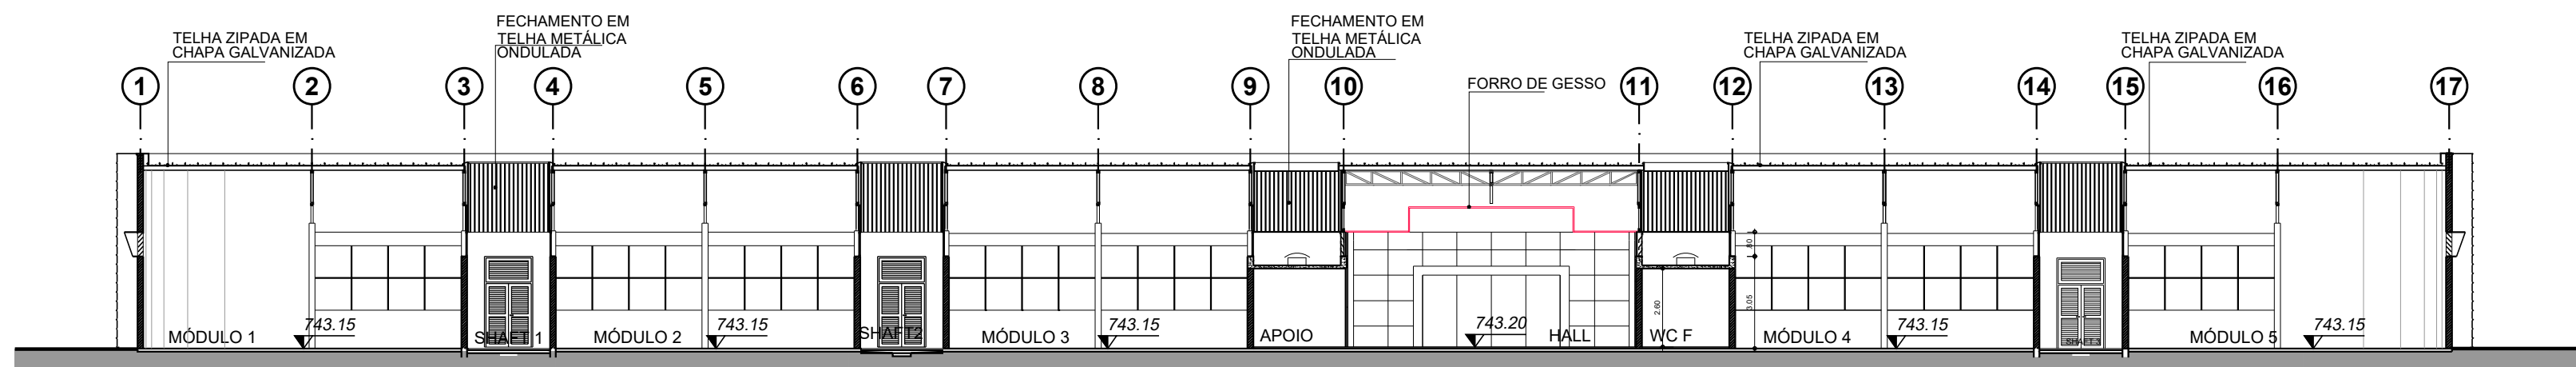 FECHAMENTO EM
TELHA METÁLICA
ONDULADA
FECHAMENTO EM
TELHA METÁLICA
ONDULADA
TELHA ZIPADA EM
CHAPA GALVANIZADA
TELHA ZIPADA EM
CHAPA GALVANIZADA
TELHA ZIPADA EM
CHAPA GALVANIZADA
FORRO DE GESSO
1 2 3 4 5 6 7 8 9 10 11 12 13 14 15 16 17
.80
2.60
3.05
743.15 743.15 743.15 743.20 743.15 743.15
MÓDULO 1 SHAFT 1 MÓDULO 2 SHAFT2 MÓDULO 3 APOIO HALL WC F MÓDULO 4 SHAFT 3 MÓDULO 5